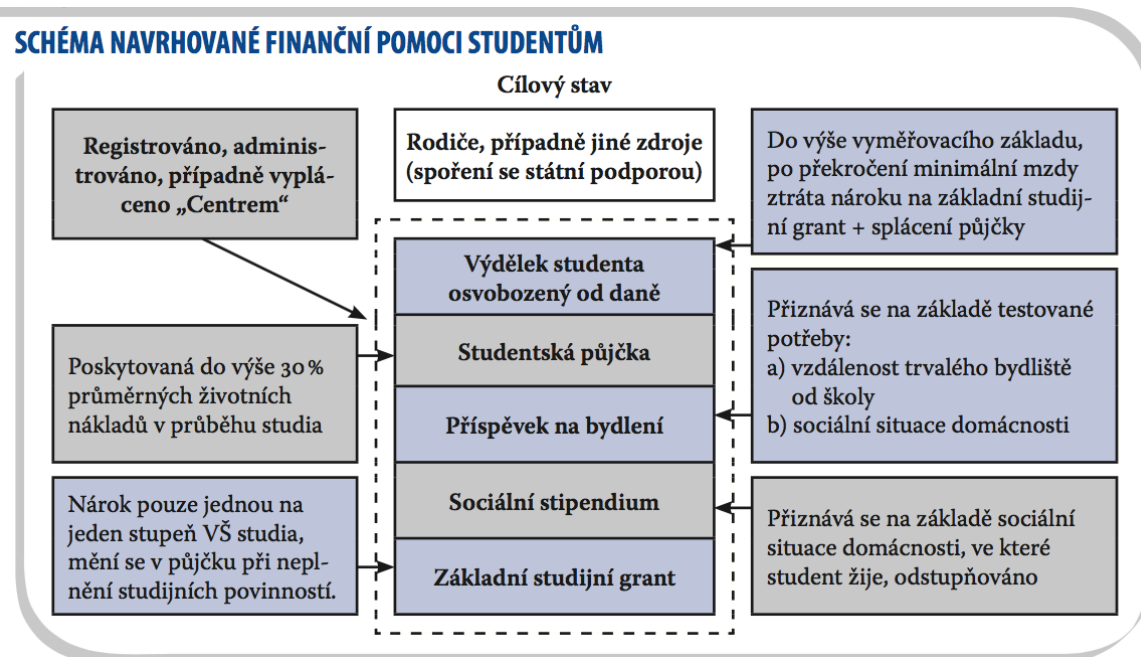 SCHÉMA NAVRHOVANÉ FINANČNÍ POMOCI STUDENTŮM
Cílový stav
Registrováno, adminis-
trováno, případně vyplá-
ceno „Centrem“
Rodiče, případně jiné zdroje
(spoření se státní podporou)
Do výše vyměřovacího základu,
po překročení minimální mzdy
ztráta nároku na základní studij-
ní grant + splácení půjčky
Výdělek studenta
osvobozený od daně
Studentská půjčka
Příspěvek na bydlení
Sociální stipendium
Základní studijní grant
Poskytovaná do výše 30 %
průměrných životních
nákladů v průběhu studia
Přiznává se na základě testované
potřeby:
a) vzdálenost trvalého bydliště
od školy
b) sociální situace domácnosti
Nárok pouze jednou na
jeden stupeň VŠ studia,
mění se v půjčku při nepl-
nění studijních povinností.
Přiznává se na základě sociální
situace domácnosti, ve které
student žije, odstupňováno